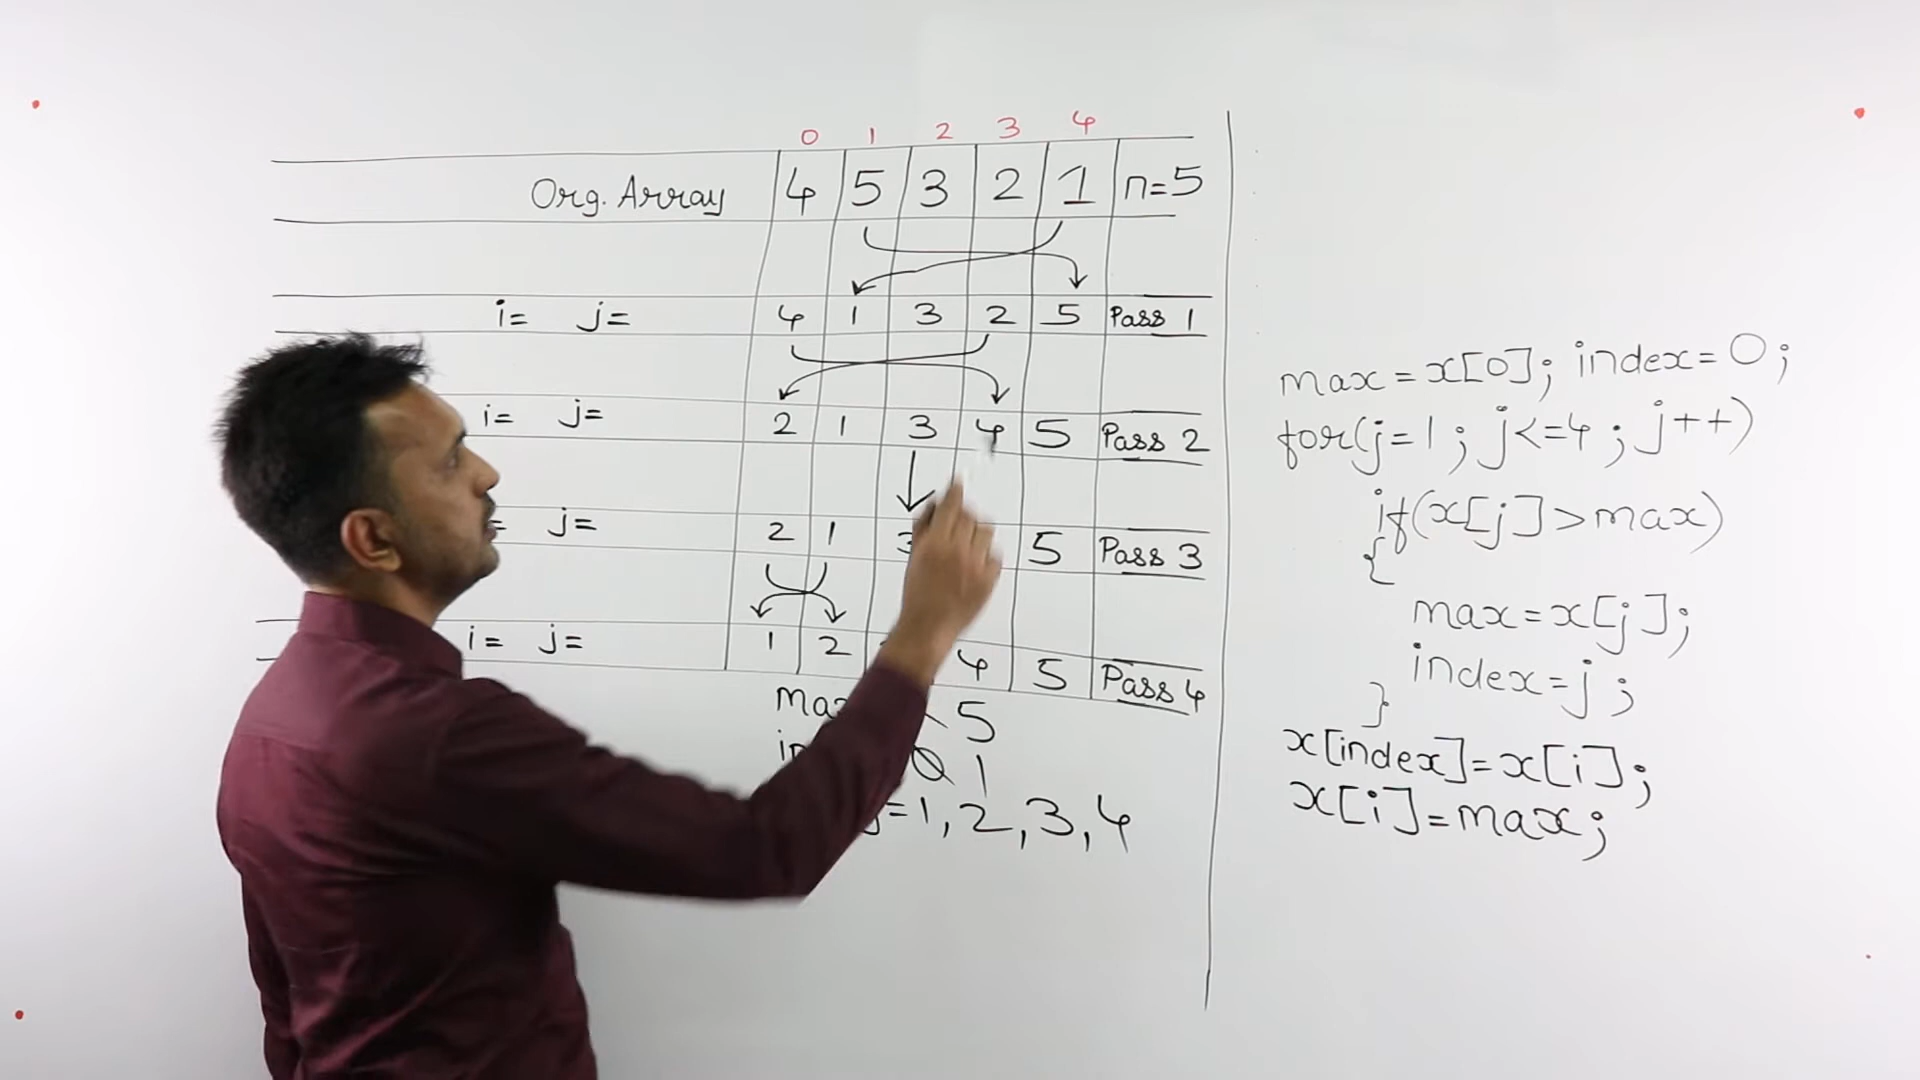 0 1 2 3 4
Org. Array 4 5 3 2 1 n=5
i= j= 4 1 3 2 5 Pass 1
i= j= 2 1 3 4 5 Pass 2
= j= 2 1 3 5 Pass 3
i= j= 1 2 4 5 Pass 4
5
0 1
=1,2,3,4
max=x[0]; index=0;
for(j=1; j<=4; j++)
if(x[j]>max)
{
max=x[j];
index=j;
}
x[index]=x[i];
x[i]=max;